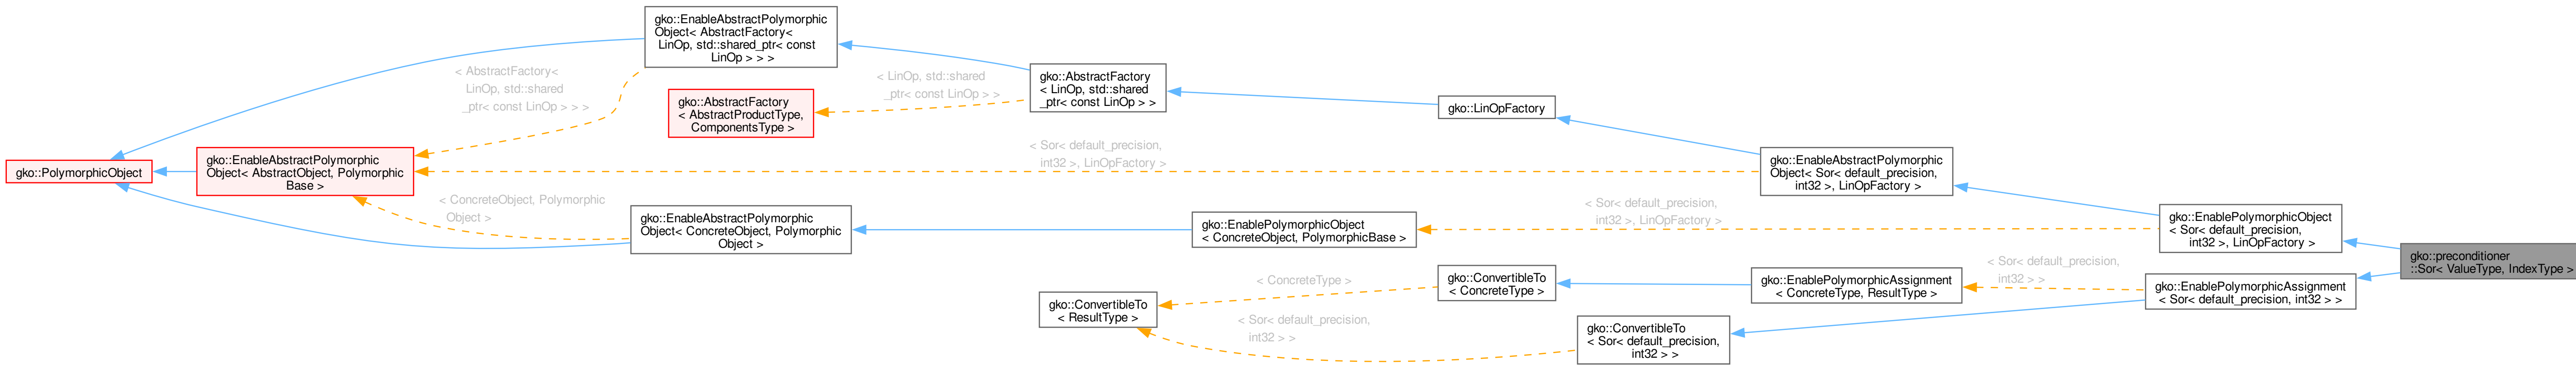 gko::PolymorphicObject
gko::EnableAbstractPolymorphic
Object< AbstractObject, Polymorphic
Base >
gko::EnableAbstractPolymorphic
Object< AbstractFactory<
LinOp, std::shared_ptr< const
LinOp > > >
< AbstractFactory<
LinOp, std::shared
_ptr< const LinOp > > >
gko::AbstractFactory
< AbstractProductType,
ComponentsType >
< LinOp, std::shared
_ptr< const LinOp > >
gko::AbstractFactory
< LinOp, std::shared
_ptr< const LinOp > >
gko::LinOpFactory
< Sor< default_precision,
int32 >, LinOpFactory >
gko::EnableAbstractPolymorphic
Object< Sor< default_precision,
int32 >, LinOpFactory >
< ConcreteObject, Polymorphic
Object >
gko::EnableAbstractPolymorphic
Object< ConcreteObject, Polymorphic
Object >
gko::EnablePolymorphicObject
< ConcreteObject, PolymorphicBase >
< Sor< default_precision,
int32 >, LinOpFactory >
gko::EnablePolymorphicObject
< Sor< default_precision,
int32 >, LinOpFactory >
gko::preconditioner
::Sor< ValueType, IndexType >
gko::ConvertibleTo
< ResultType >
< ConcreteType >
gko::ConvertibleTo
< ConcreteType >
gko::EnablePolymorphicAssignment
< ConcreteType, ResultType >
< Sor< default_precision,
int32 > >
gko::EnablePolymorphicAssignment
< Sor< default_precision, int32 > >
< Sor< default_precision,
int32 > >
gko::ConvertibleTo
< Sor< default_precision,
int32 > >